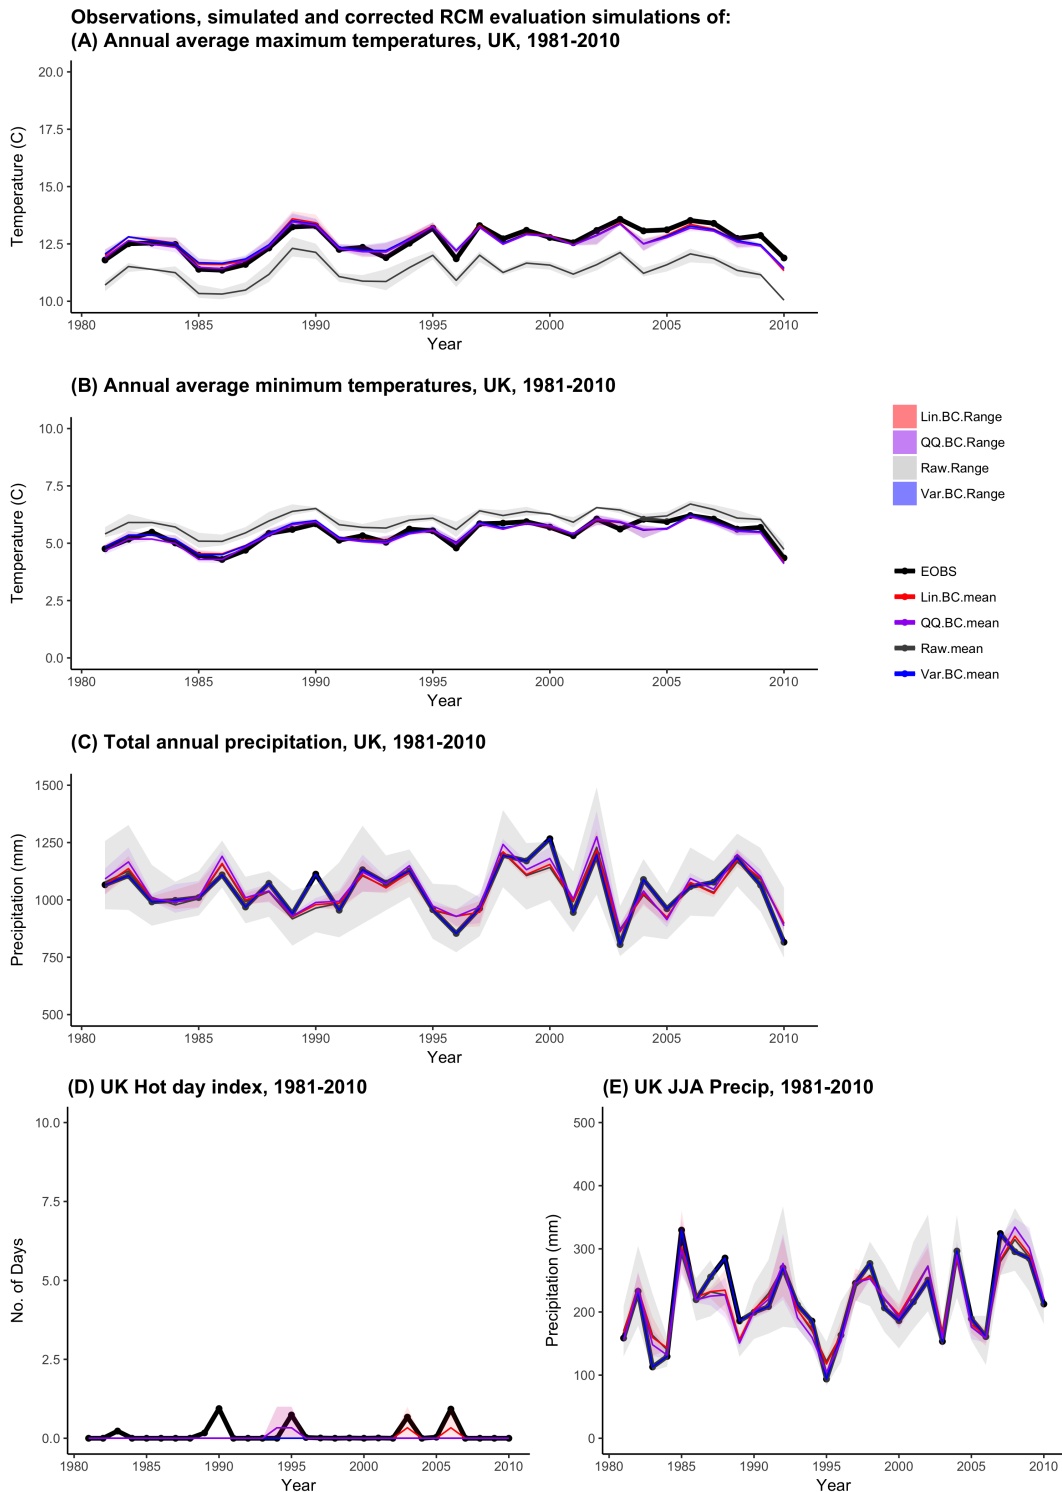 Observations, simulated and corrected RCM evaluation simulations of:
(A) Annual average maximum temperatures, UK, 1981-2010
20.0
17.5
15.0
12.5
10.0
Temperature (C)
1980 1985 1990 1995 2000 2005 2010
Year
(B) Annual average minimum temperatures, UK, 1981-2010
10.0
7.5
5.0
2.5
0.0
Temperature (C)
1980 1985 1990 1995 2000 2005 2010
Year
Lin.BC.Range
QQ.BC.Range
Raw.Range
Var.BC.Range
EOBS
Lin.BC.mean
QQ.BC.mean
Raw.mean
Var.BC.mean
(C) Total annual precipitation, UK, 1981-2010
1500
1250
1000
750
500
Precipitation (mm)
1980 1985 1990 1995 2000 2005 2010
Year
(D) UK Hot day index, 1981-2010
10.0
7.5
5.0
2.5
0.0
No. of Days
1980 1985 1990 1995 2000 2005 2010
Year
(E) UK JJA Precip, 1981-2010
500
400
300
200
100
0
Precipitation (mm)
1980 1985 1990 1995 2000 2005 2010
Year